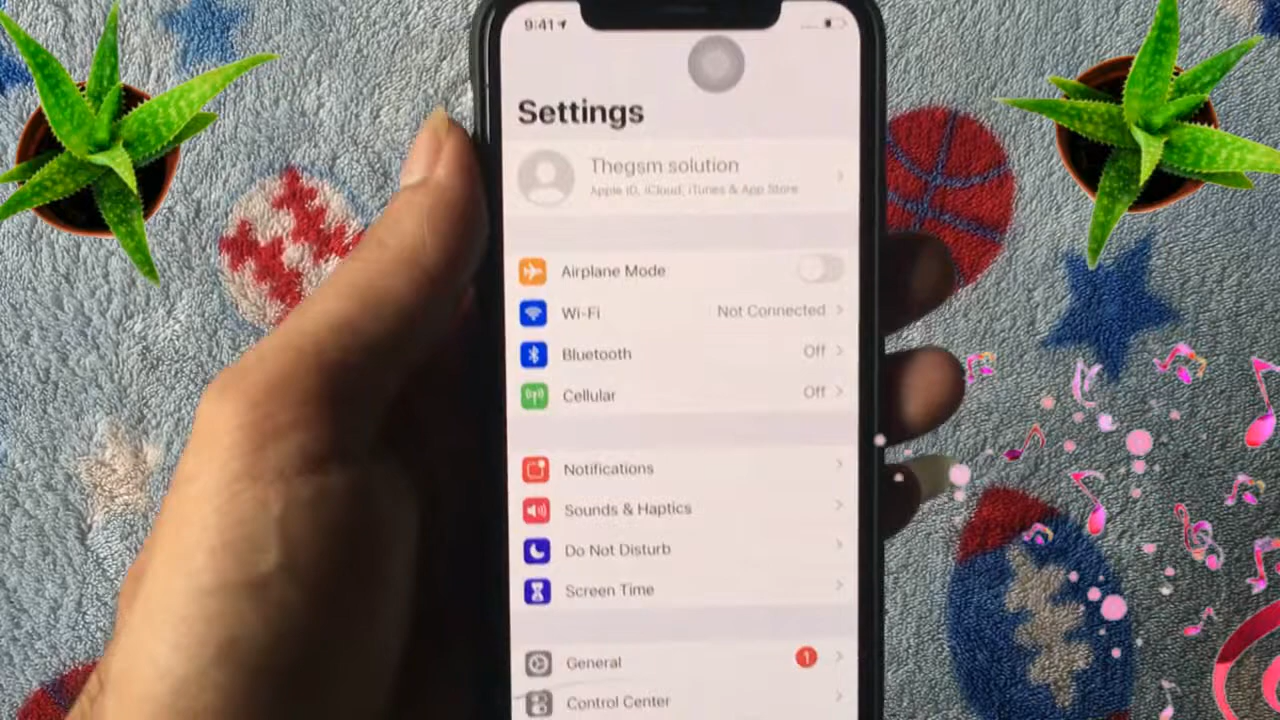 9:41
Settings
Thegsm solution
Apple ID, iCloud, iTunes & App Store
Airplane Mode
Wi-Fi Not Connected
Bluetooth Off
Cellular Off
Notifications
Sounds & Haptics
Do Not Disturb
Screen Time
General 1
Control Center